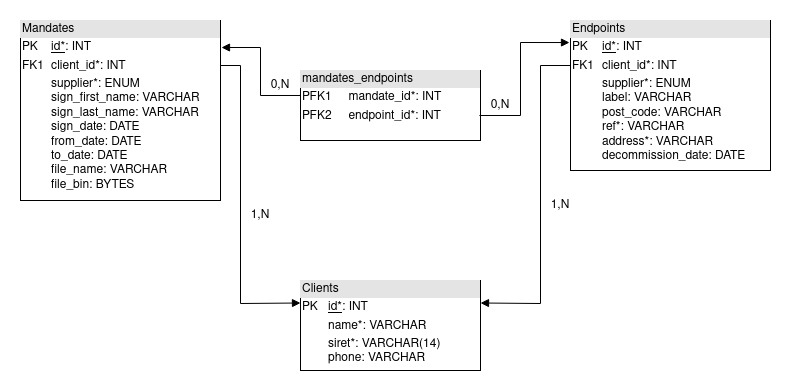 Mandates
PK id*: INT
FK1 client_id*: INT
supplier*: ENUM
sign_first_name: VARCHAR
sign_last_name: VARCHAR
sign_date: DATE
from_date: DATE
to_date: DATE
file_name: VARCHAR
file_bin: BYTES
0,N
mandates_endpoints
PFK1 mandate_id*: INT
PFK2 endpoint_id*: INT
0,N
Endpoints
PK id*: INT
FK1 client_id*: INT
supplier*: ENUM
label: VARCHAR
post_code: VARCHAR
ref*: VARCHAR
address*: VARCHAR
decommission_date: DATE
1,N
1,N
Clients
PK id*: INT
name*: VARCHAR
siret*: VARCHAR(14)
phone: VARCHAR